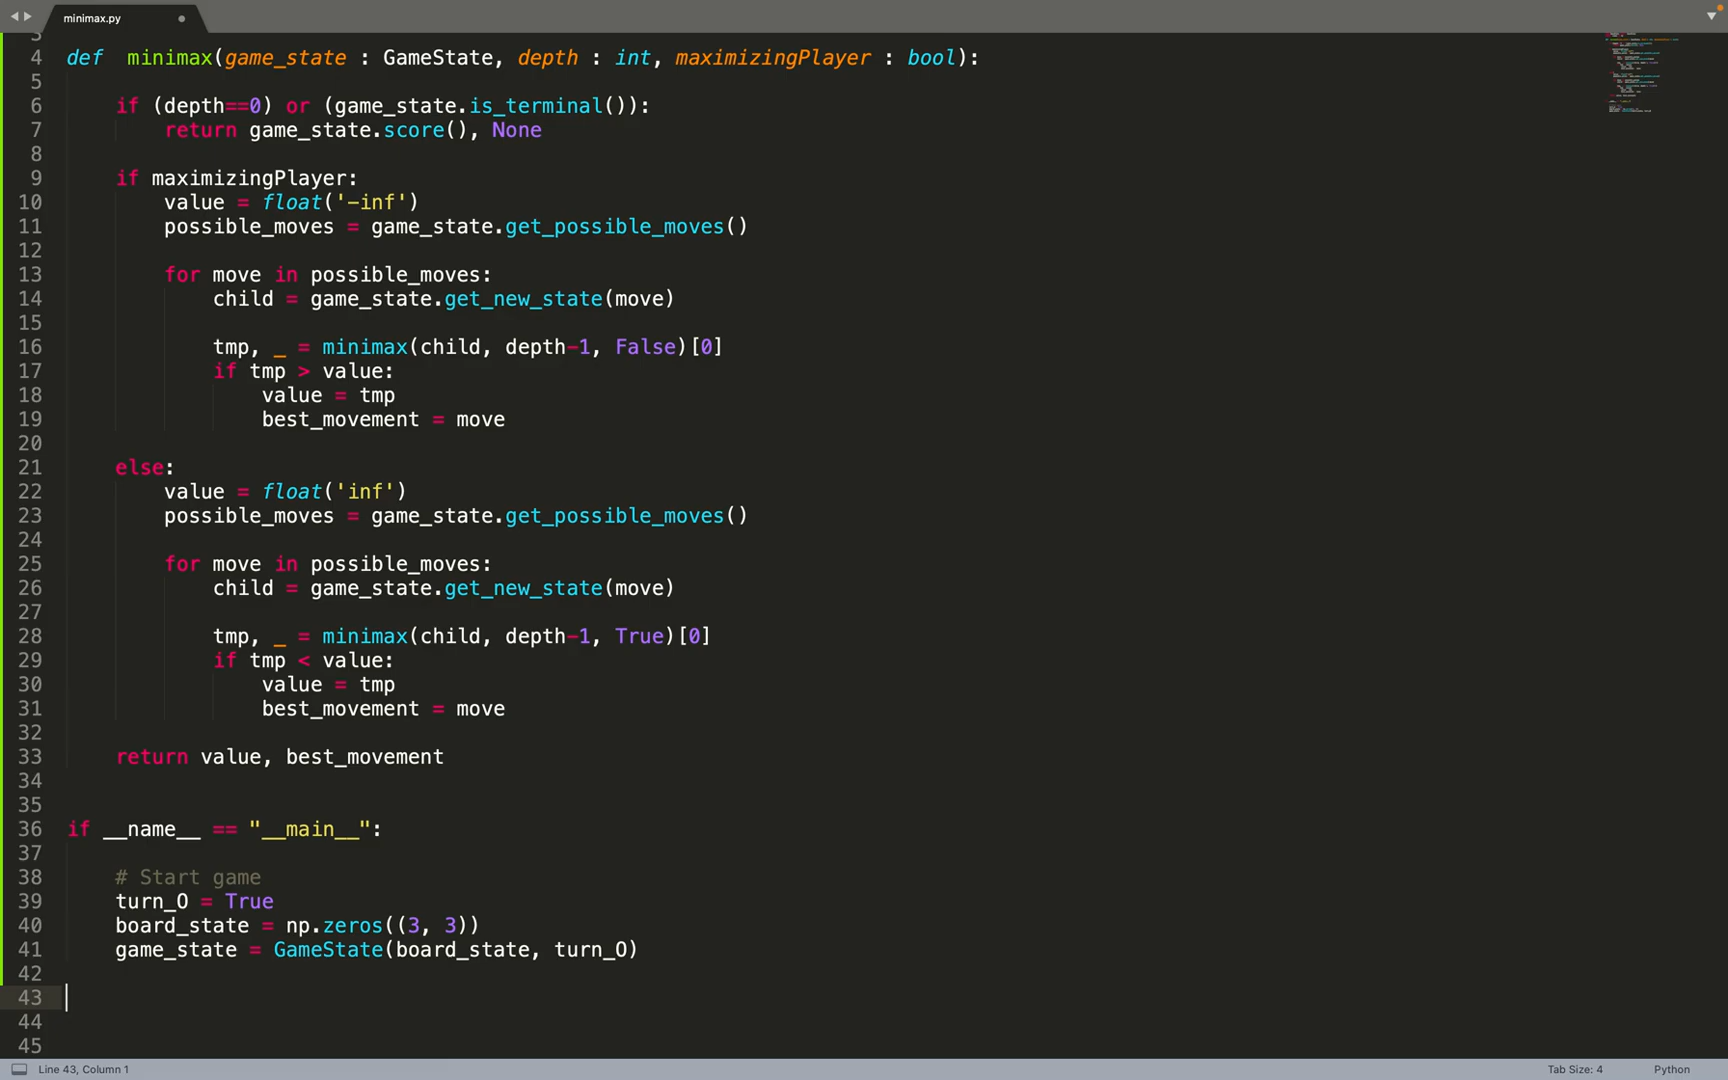 minimax.py
3
4 def  minimax(game_state : GameState, depth : int, maximizingPlayer : bool):
5
6     if (depth==0) or (game_state.is_terminal()):
7         return game_state.score(), None
8
9     if maximizingPlayer:
10         value = float('-inf')
11         possible_moves = game_state.get_possible_moves()
12
13         for move in possible_moves:
14             child = game_state.get_new_state(move)
15
16             tmp, _ = minimax(child, depth-1, False)[0]
17             if tmp > value:
18                 value = tmp
19                 best_movement = move
20
21     else:
22         value = float('inf')
23         possible_moves = game_state.get_possible_moves()
24
25         for move in possible_moves:
26             child = game_state.get_new_state(move)
27
28             tmp, _ = minimax(child, depth-1, True)[0]
29             if tmp < value:
30                 value = tmp
31                 best_movement = move
32
33     return value, best_movement
34
35
36 if __name__ == "__main__":
37
38     # Start game
39     turn_O = True
40     board_state = np.zeros((3, 3))
41     game_state = GameState(board_state, turn_O)
42
43
44
45
Line 43, Column 1
Tab Size: 4
Python